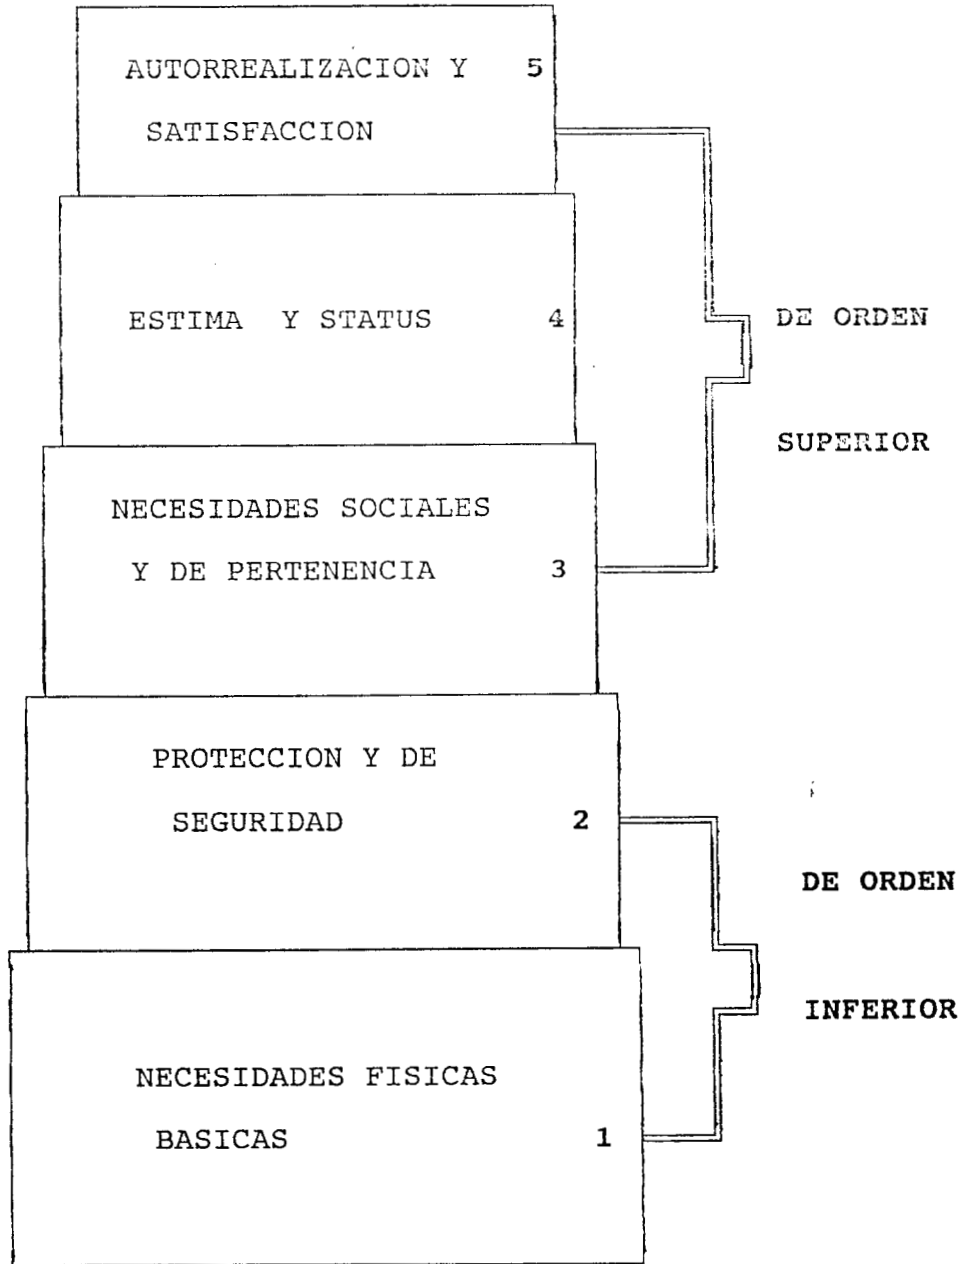 AUTORREALIZACION Y 5
SATISFACCION
ESTIMA Y STATUS 4
DE ORDEN
SUPERIOR
NECESIDADES SOCIALES
Y DE PERTENENCIA 3
PROTECCION Y DE
SEGURIDAD 2
DE ORDEN
INFERIOR
NECESIDADES FISICAS
BASICAS 1